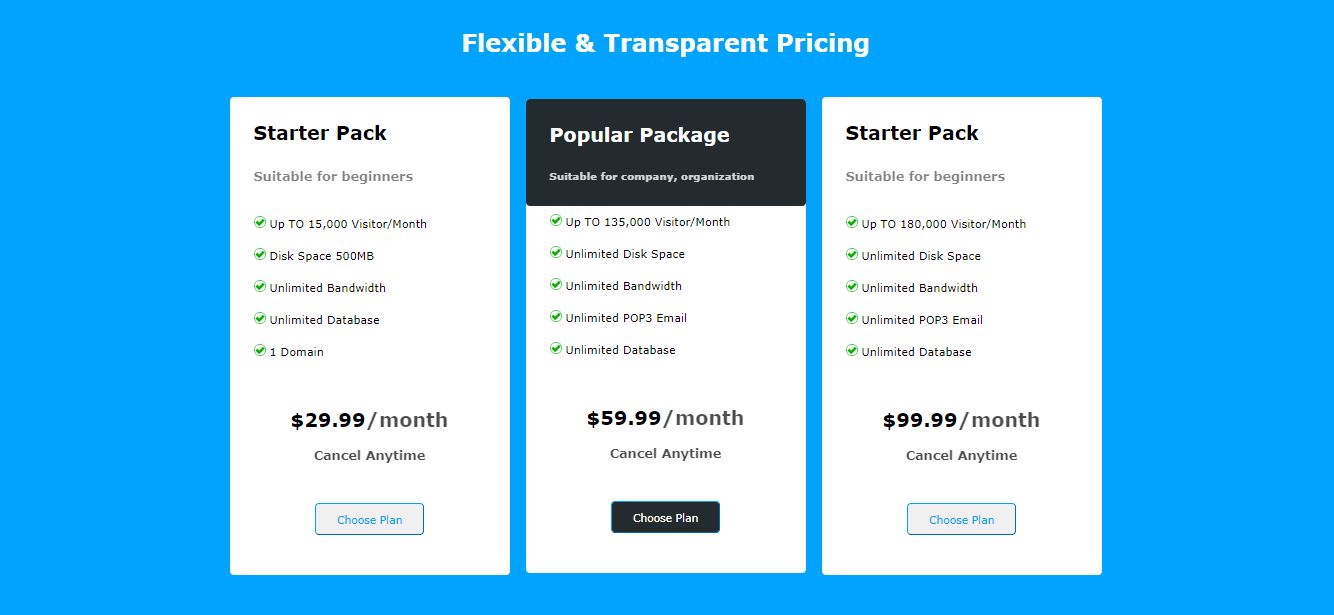 Flexible & Transparent Pricing
Starter Pack
Suitable for beginners
Up TO 15,000 Visitor/Month
Disk Space 500MB
Unlimited Bandwidth
Unlimited Database
1 Domain
$29.99/month
Cancel Anytime
Choose Plan
Popular Package
Suitable for company, organization
Up TO 135,000 Visitor/Month
Unlimited Disk Space
Unlimited Bandwidth
Unlimited POP3 Email
Unlimited Database
$59.99/month
Cancel Anytime
Choose Plan
Starter Pack
Suitable for beginners
Up TO 180,000 Visitor/Month
Unlimited Disk Space
Unlimited Bandwidth
Unlimited POP3 Email
Unlimited Database
$99.99/month
Cancel Anytime
Choose Plan